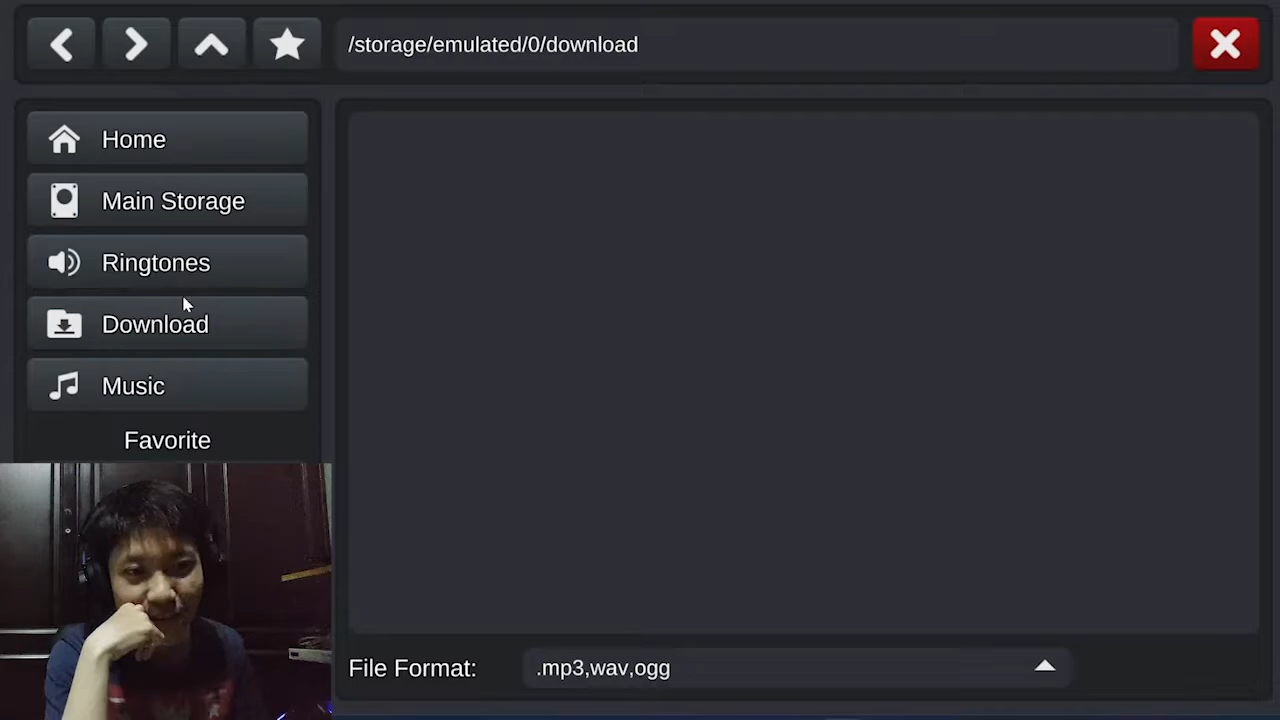 /storage/emulated/0/download
Home
Main Storage
Ringtones
Download
Music
Favorite
File Format:
.mp3,wav,ogg